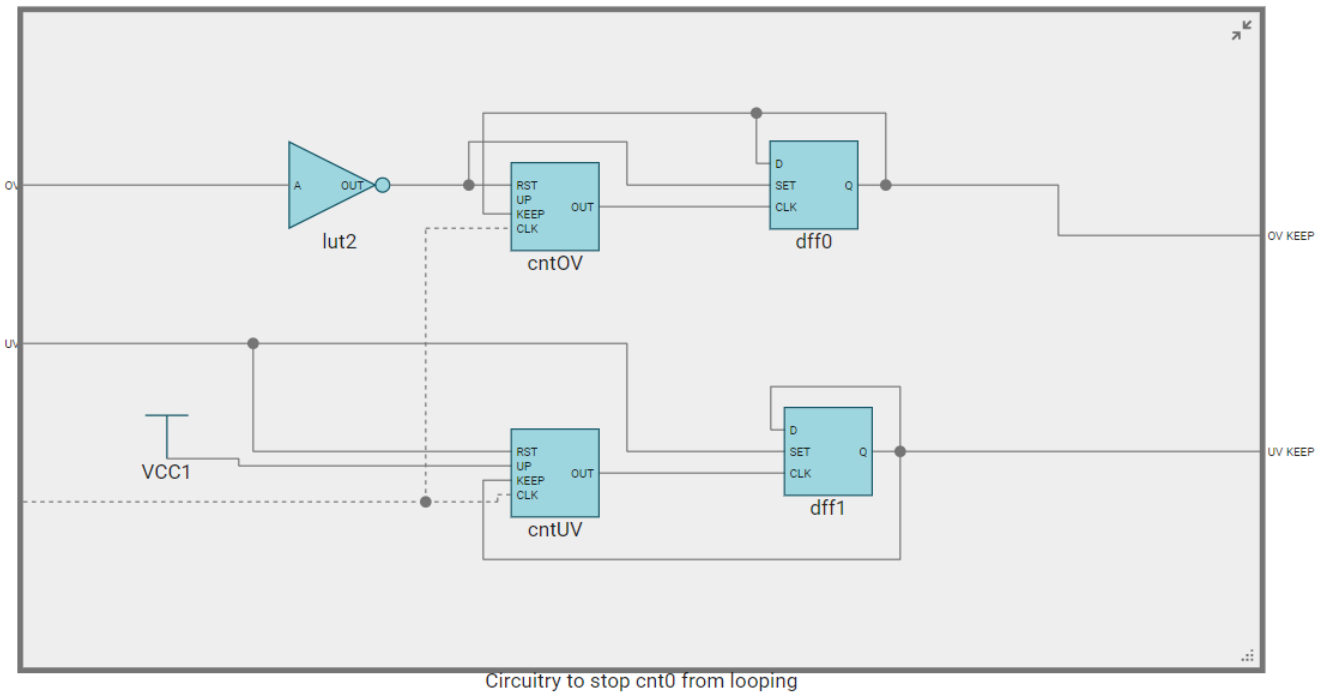 OV
A
OUT
lut2
RST
UP
KEEP
CLK
OUT
cntOV
D
SET
CLK
Q
dff0
OV KEEP
UV
VCC1
RST
UP
KEEP
CLK
OUT
cntUV
D
SET
CLK
Q
dff1
UV KEEP
Circuitry to stop cnt0 from looping